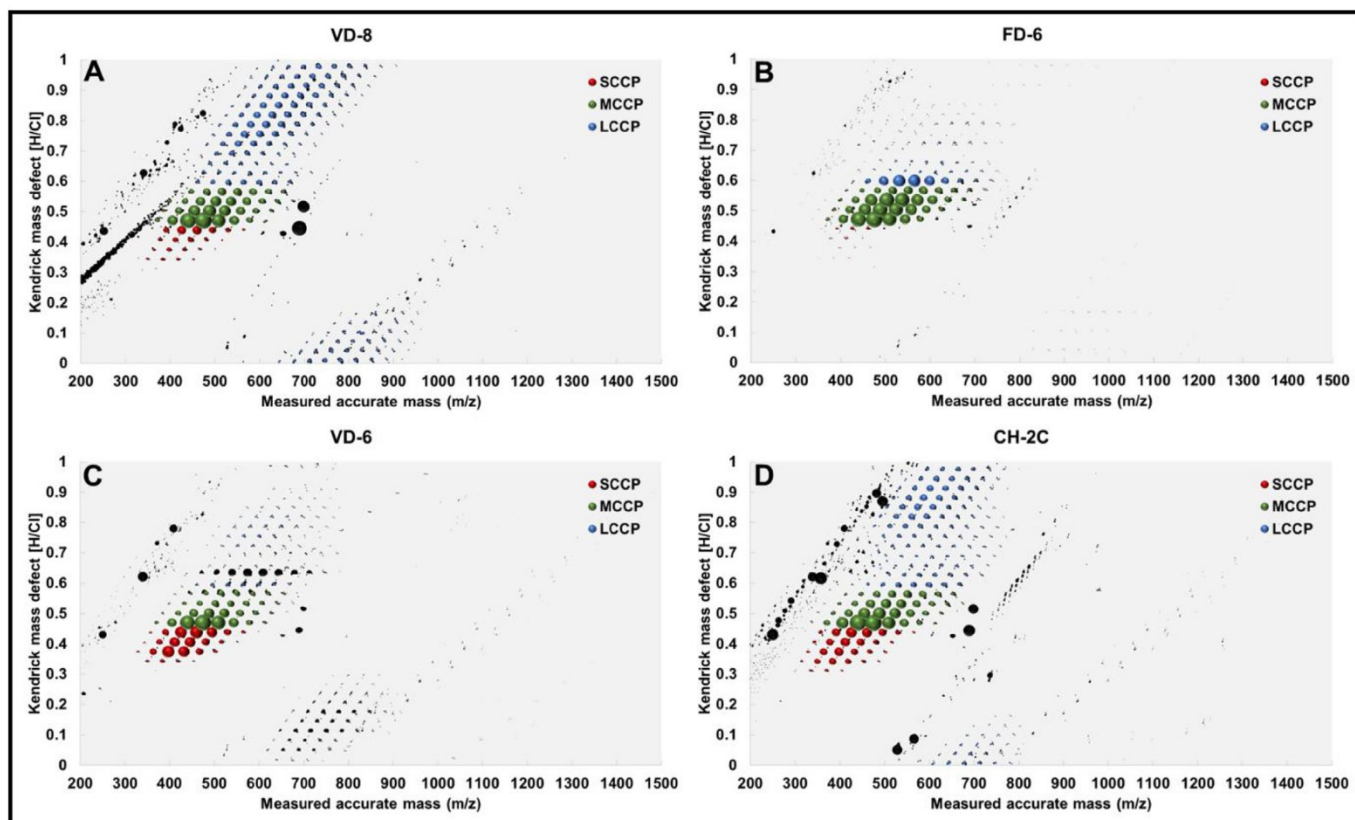 VD-8
A
SCCP
MCCP
LCCP
Kendrick mass defect [H/Cl]
1
0.9
0.8
0.7
0.6
0.5
0.4
0.3
0.2
0.1
0
200 300 400 500 600 700 800 900 1000 1100 1200 1300 1400 1500
Measured accurate mass (m/z)
FD-6
B
SCCP
MCCP
LCCP
Kendrick mass defect [H/Cl]
1
0.9
0.8
0.7
0.6
0.5
0.4
0.3
0.2
0.1
0
200 300 400 500 600 700 800 900 1000 1100 1200 1300 1400 1500
Measured accurate mass (m/z)
VD-6
C
SCCP
MCCP
LCCP
Kendrick mass defect [H/Cl]
1
0.9
0.8
0.7
0.6
0.5
0.4
0.3
0.2
0.1
0
200 300 400 500 600 700 800 900 1000 1100 1200 1300 1400 1500
Measured accurate mass (m/z)
CH-2C
D
SCCP
MCCP
LCCP
Kendrick mass defect [H/Cl]
1
0.9
0.8
0.7
0.6
0.5
0.4
0.3
0.2
0.1
0
200 300 400 500 600 700 800 900 1000 1100 1200 1300 1400 1500
Measured accurate mass (m/z)